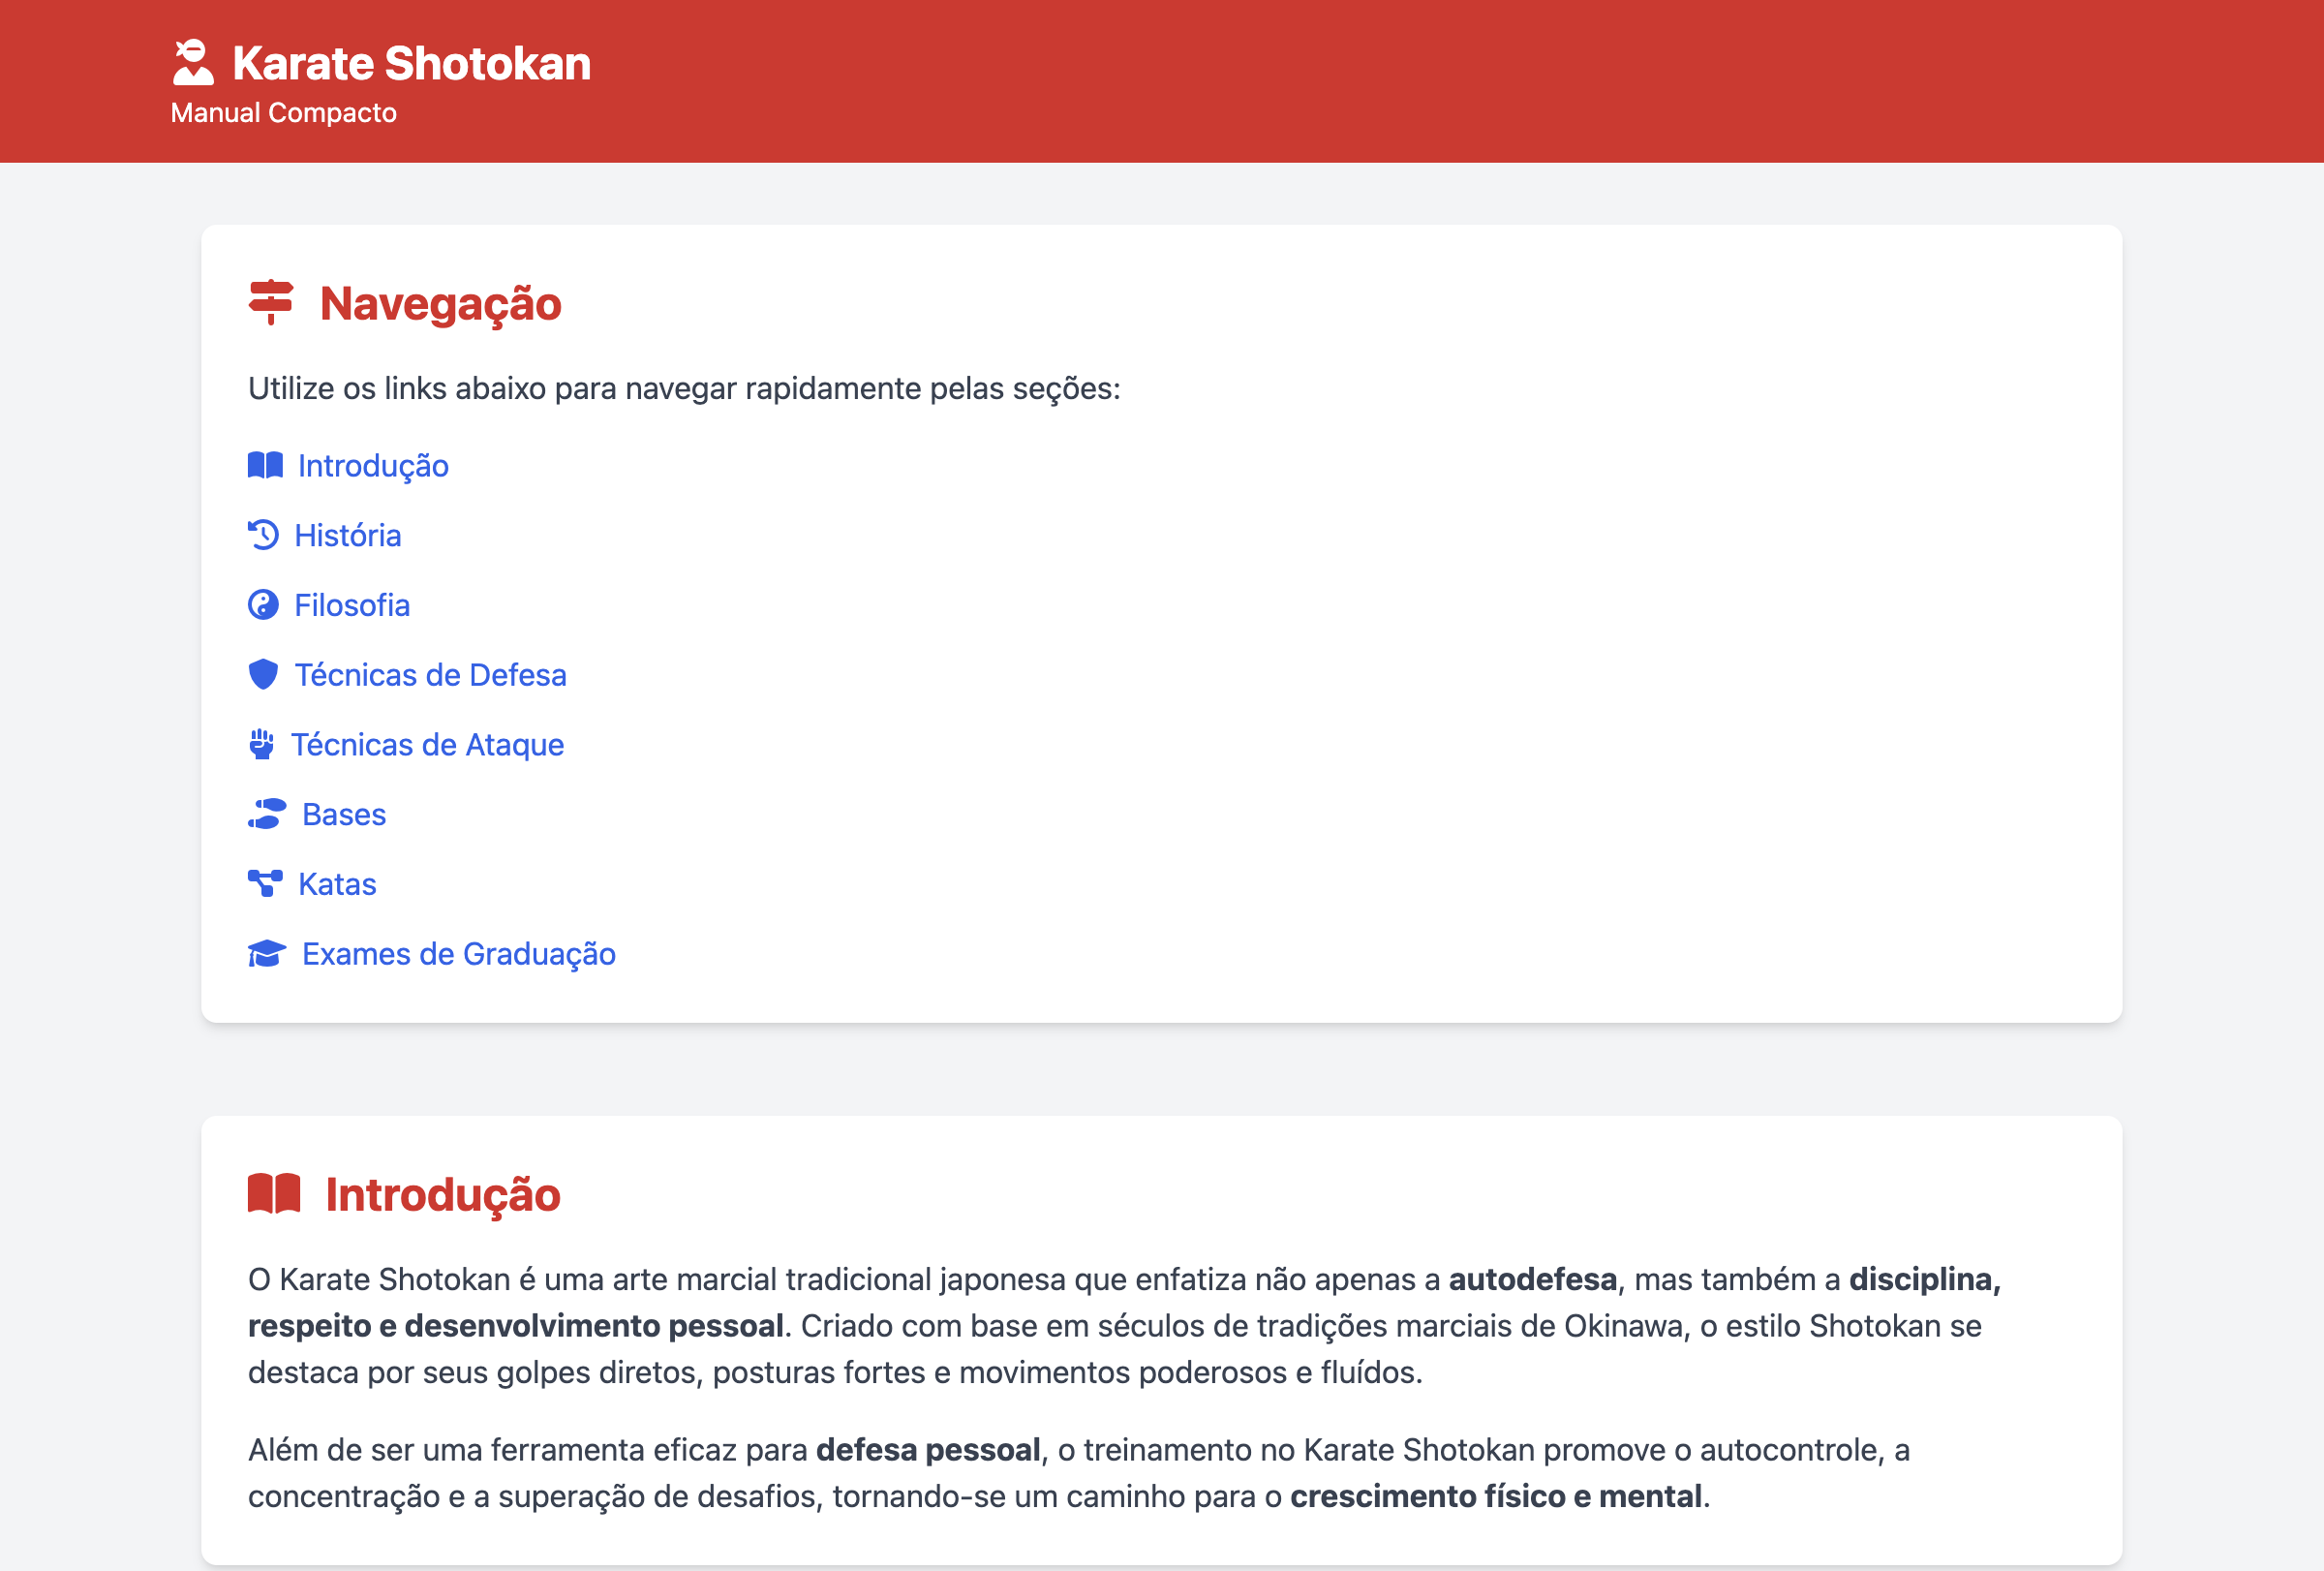 Karate Shotokan
Manual Compacto
Navegação
Utilize os links abaixo para navegar rapidamente pelas seções:
Introdução
História
Filosofia
Técnicas de Defesa
Técnicas de Ataque
Bases
Katas
Exames de Graduação
Introdução
O Karate Shotokan é uma arte marcial tradicional japonesa que enfatiza não apenas a autodefesa, mas também a disciplina,
respeito e desenvolvimento pessoal. Criado com base em séculos de tradições marciais de Okinawa, o estilo Shotokan se
destaca por seus golpes diretos, posturas fortes e movimentos poderosos e fluídos.
Além de ser uma ferramenta eficaz para defesa pessoal, o treinamento no Karate Shotokan promove o autocontrole, a
concentração e a superação de desafios, tornando-se um caminho para o crescimento físico e mental.